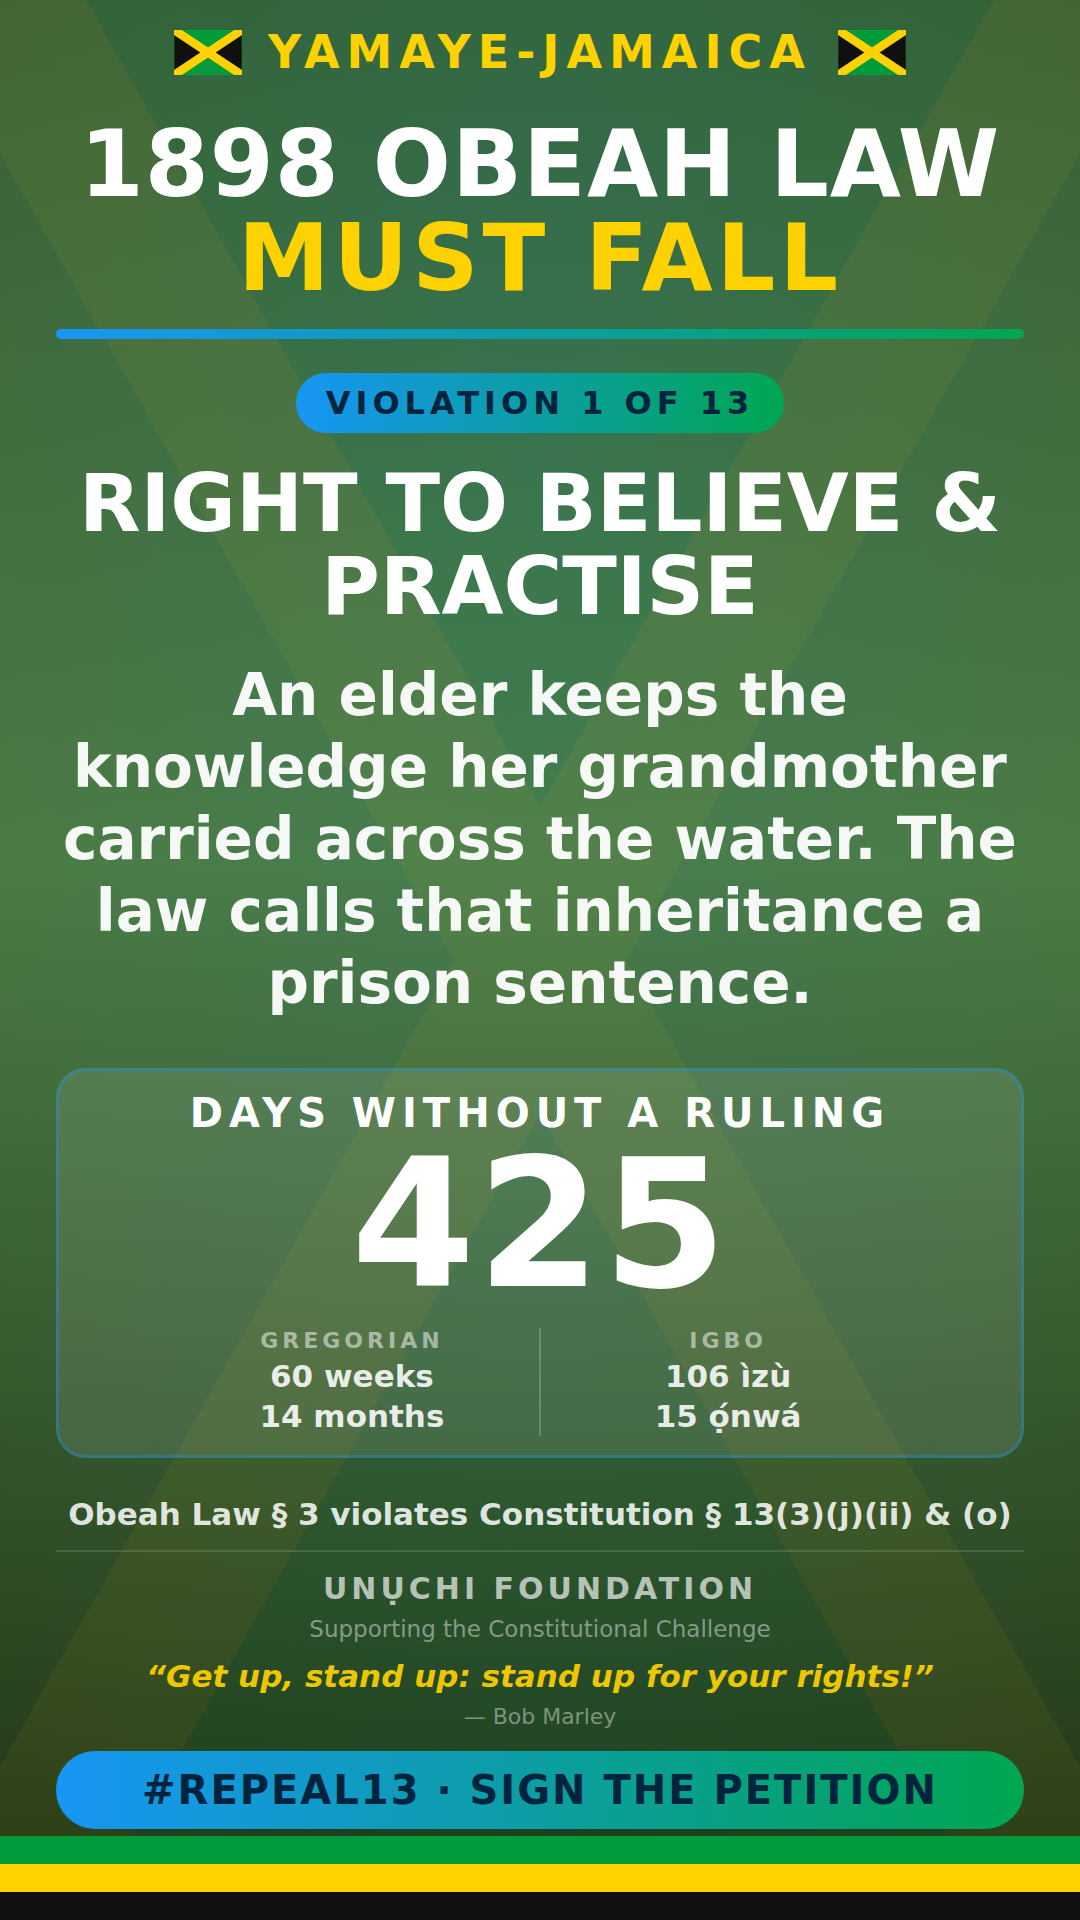 YAMAYE-JAMAICA
1898 OBEAH LAW
MUST FALL
VIOLATION 1 OF 13
RIGHT TO BELIEVE &
PRACTISE
An elder keeps the
knowledge her grandmother
carried across the water. The
law calls that inheritance a
prison sentence.
DAYS WITHOUT A RULING
425
GREGORIAN
60 weeks
14 months
IGBO
106 ìzù
15 ọ́nwá
Obeah Law § 3 violates Constitution § 13(3)(j)(ii) & (o)
UNỤCHI FOUNDATION
Supporting the Constitutional Challenge
“Get up, stand up: stand up for your rights!”
— Bob Marley
#REPEAL13 · SIGN THE PETITION